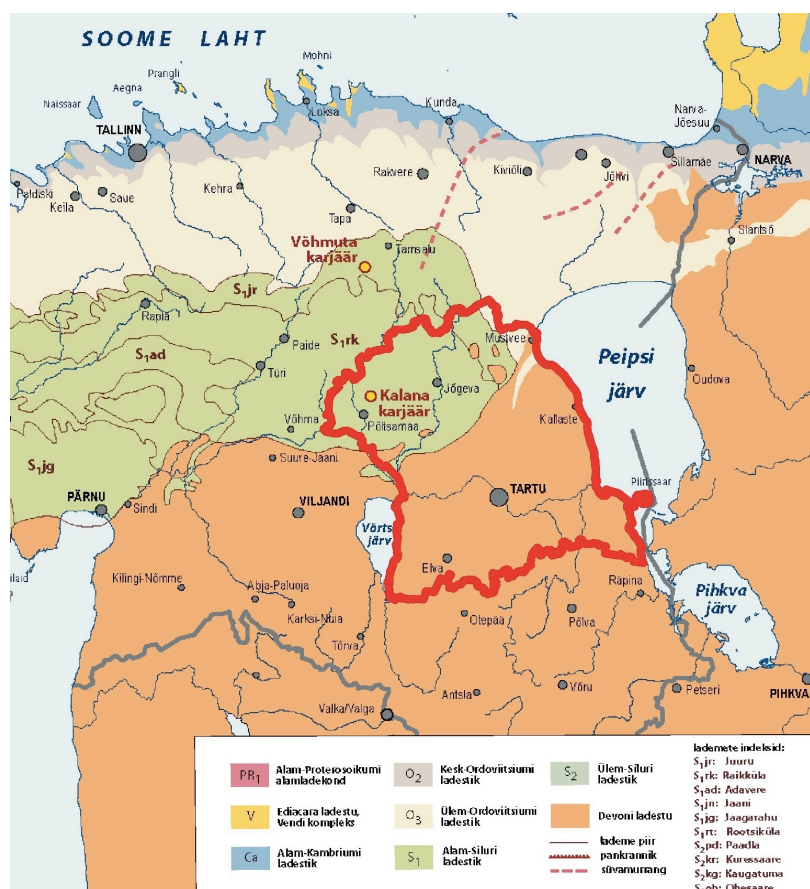 SOOME LAHT
Mohni
Prangli
Aegna
Naissaar
Loksa
Kunda
Narva-
Jõesuu
TALLINN
NARVA
Sillamäe
Jõhvi
Kiviõli
Rakvere
Paldiski
Keila
Saue
Kehra
Tapa
Slantsõ
Võhmuta
karjäär
Tamsalu
S₁jr
Rapla
S₁rk
Paide
Mustvee
Peipsi
järv
S₁ad
Türi
Jõgeva
Oudova
Kalana
karjäär
Põltsamaa
Kallaste
Võhma
S₁jg
Suure-Jaani
Piirissaar
PÄRNU
Sindi
VILJANDI
TARTU
Võrts
järv
Elva
Kilingi-Nõmme
Abja-Paluoja
Karksi-Nuia
Räpina
Pihkva
järv
Otepää
Põlva
Tõrva
Antsla
Võru
Petseri
PIHKVA
Valka/Valga
PR₁ Alam-Proterosoikumi
alamladekond
V Ediacara ladestu,
Vendi kompleks
Ca Alam-Kambriumi
ladestik
O₂ Kesk-Ordoviitsiumi
ladestik
O₃ Ülem-Ordoviitsiumi
ladestik
S₁ Alam-Siluri
ladestik
S₂ Ülem-Siluri
ladestik
Devoni ladestu
lademe piir
pankrannik
süvamurrang
lademete indeksid:
S₁jr: Juuru
S₁rk: Raikküla
S₁ad: Adavere
S₁jn: Jaani
S₁jg: Jaagarahu
S₁rt: Rootsiküla
S₂pd: Paadla
S₂kr: Kuressaare
S₂kg: Kaugatuma
S₂oh: Ohesaare